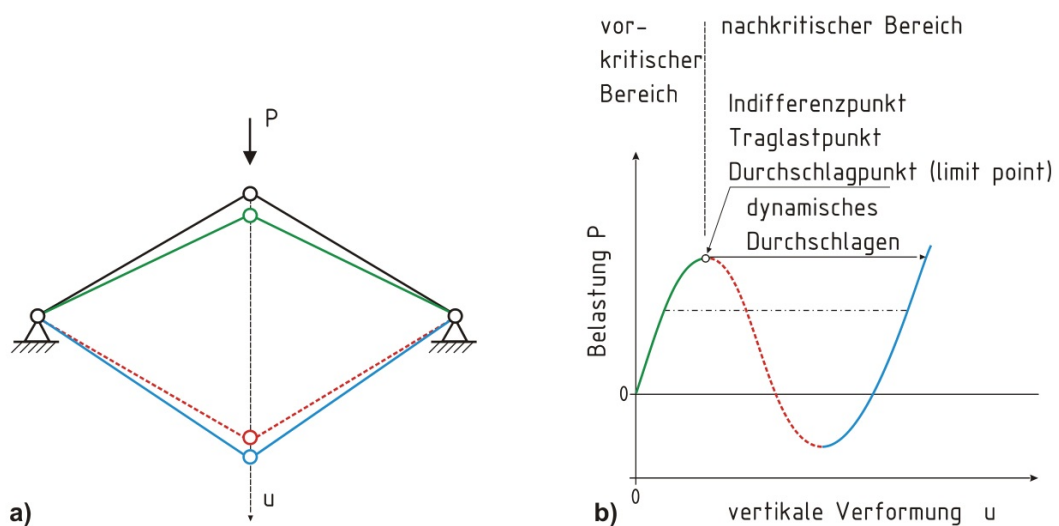 P
u
a)
vor-
kritischer
Bereich
nachkritischer Bereich
Indifferenzpunkt
Traglastpunkt
Durchschlagpunkt (limit point)
dynamisches
Durchschlagen
Belastung P
0
0
vertikale Verformung u
b)